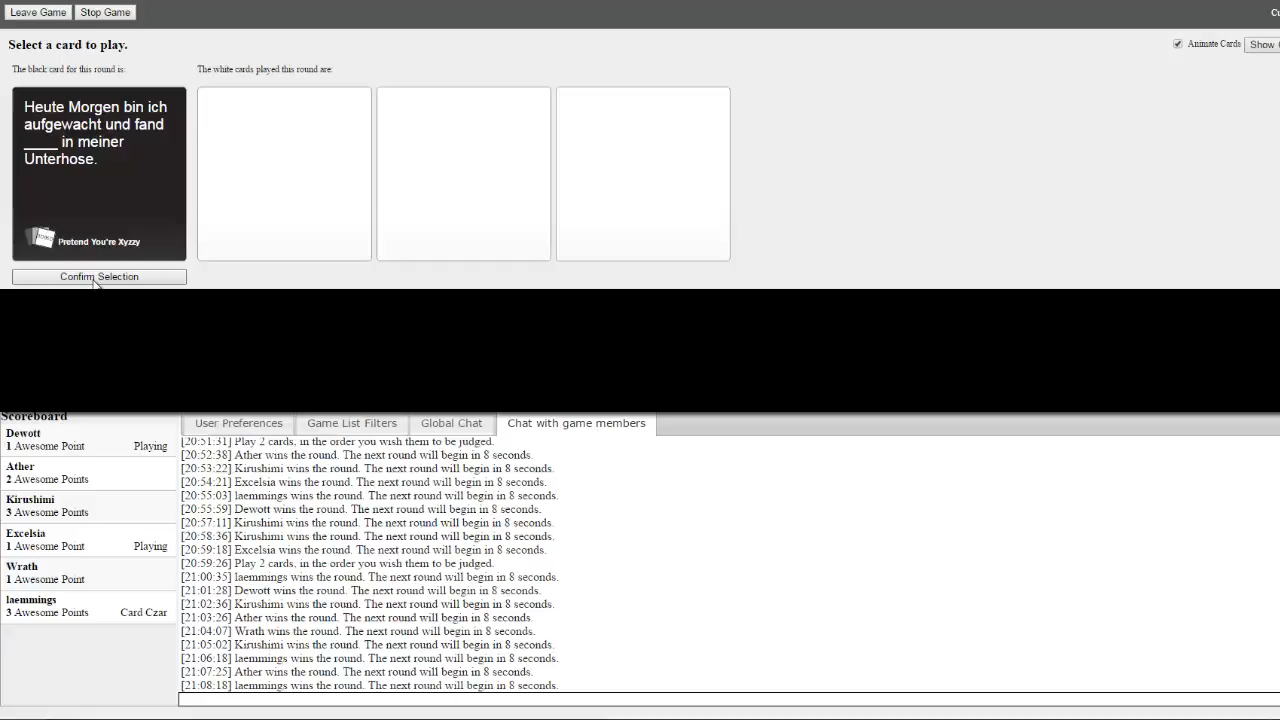 Leave Game Stop Game
Select a card to play.
Animate Cards
Show
The black card for this round is:
The white cards played this round are:
Heute Morgen bin ich
aufgewacht und fand
____ in meiner
Unterhose.
Pretend You're Xyzzy
Confirm Selection
Scoreboard
Dewott
1 Awesome Point Playing
Ather
2 Awesome Points
Kirushimi
3 Awesome Points
Excelsia
1 Awesome Point Playing
Wrath
1 Awesome Point
laemmings
3 Awesome Points Card Czar
User Preferences Game List Filters Global Chat Chat with game members
[20:51:31] Play 2 cards, in the order you wish them to be judged.
[20:52:38] Ather wins the round. The next round will begin in 8 seconds.
[20:53:22] Kirushimi wins the round. The next round will begin in 8 seconds.
[20:54:21] Excelsia wins the round. The next round will begin in 8 seconds.
[20:55:03] laemmings wins the round. The next round will begin in 8 seconds.
[20:55:59] Dewott wins the round. The next round will begin in 8 seconds.
[20:57:11] Kirushimi wins the round. The next round will begin in 8 seconds.
[20:58:36] Kirushimi wins the round. The next round will begin in 8 seconds.
[20:59:18] Excelsia wins the round. The next round will begin in 8 seconds.
[20:59:26] Play 2 cards, in the order you wish them to be judged.
[21:00:35] laemmings wins the round. The next round will begin in 8 seconds.
[21:01:28] Dewott wins the round. The next round will begin in 8 seconds.
[21:02:36] Kirushimi wins the round. The next round will begin in 8 seconds.
[21:03:26] Ather wins the round. The next round will begin in 8 seconds.
[21:04:07] Wrath wins the round. The next round will begin in 8 seconds.
[21:05:02] Kirushimi wins the round. The next round will begin in 8 seconds.
[21:06:18] laemmings wins the round. The next round will begin in 8 seconds.
[21:07:25] Ather wins the round. The next round will begin in 8 seconds.
[21:08:18] laemmings wins the round. The next round will begin in 8 seconds.